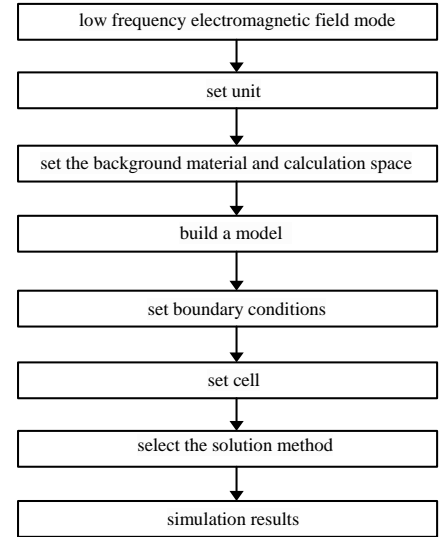 low frequency electromagnetic field mode
set unit
set the background material and calculation space
build a model
set boundary conditions
set cell
select the solution method
simulation results